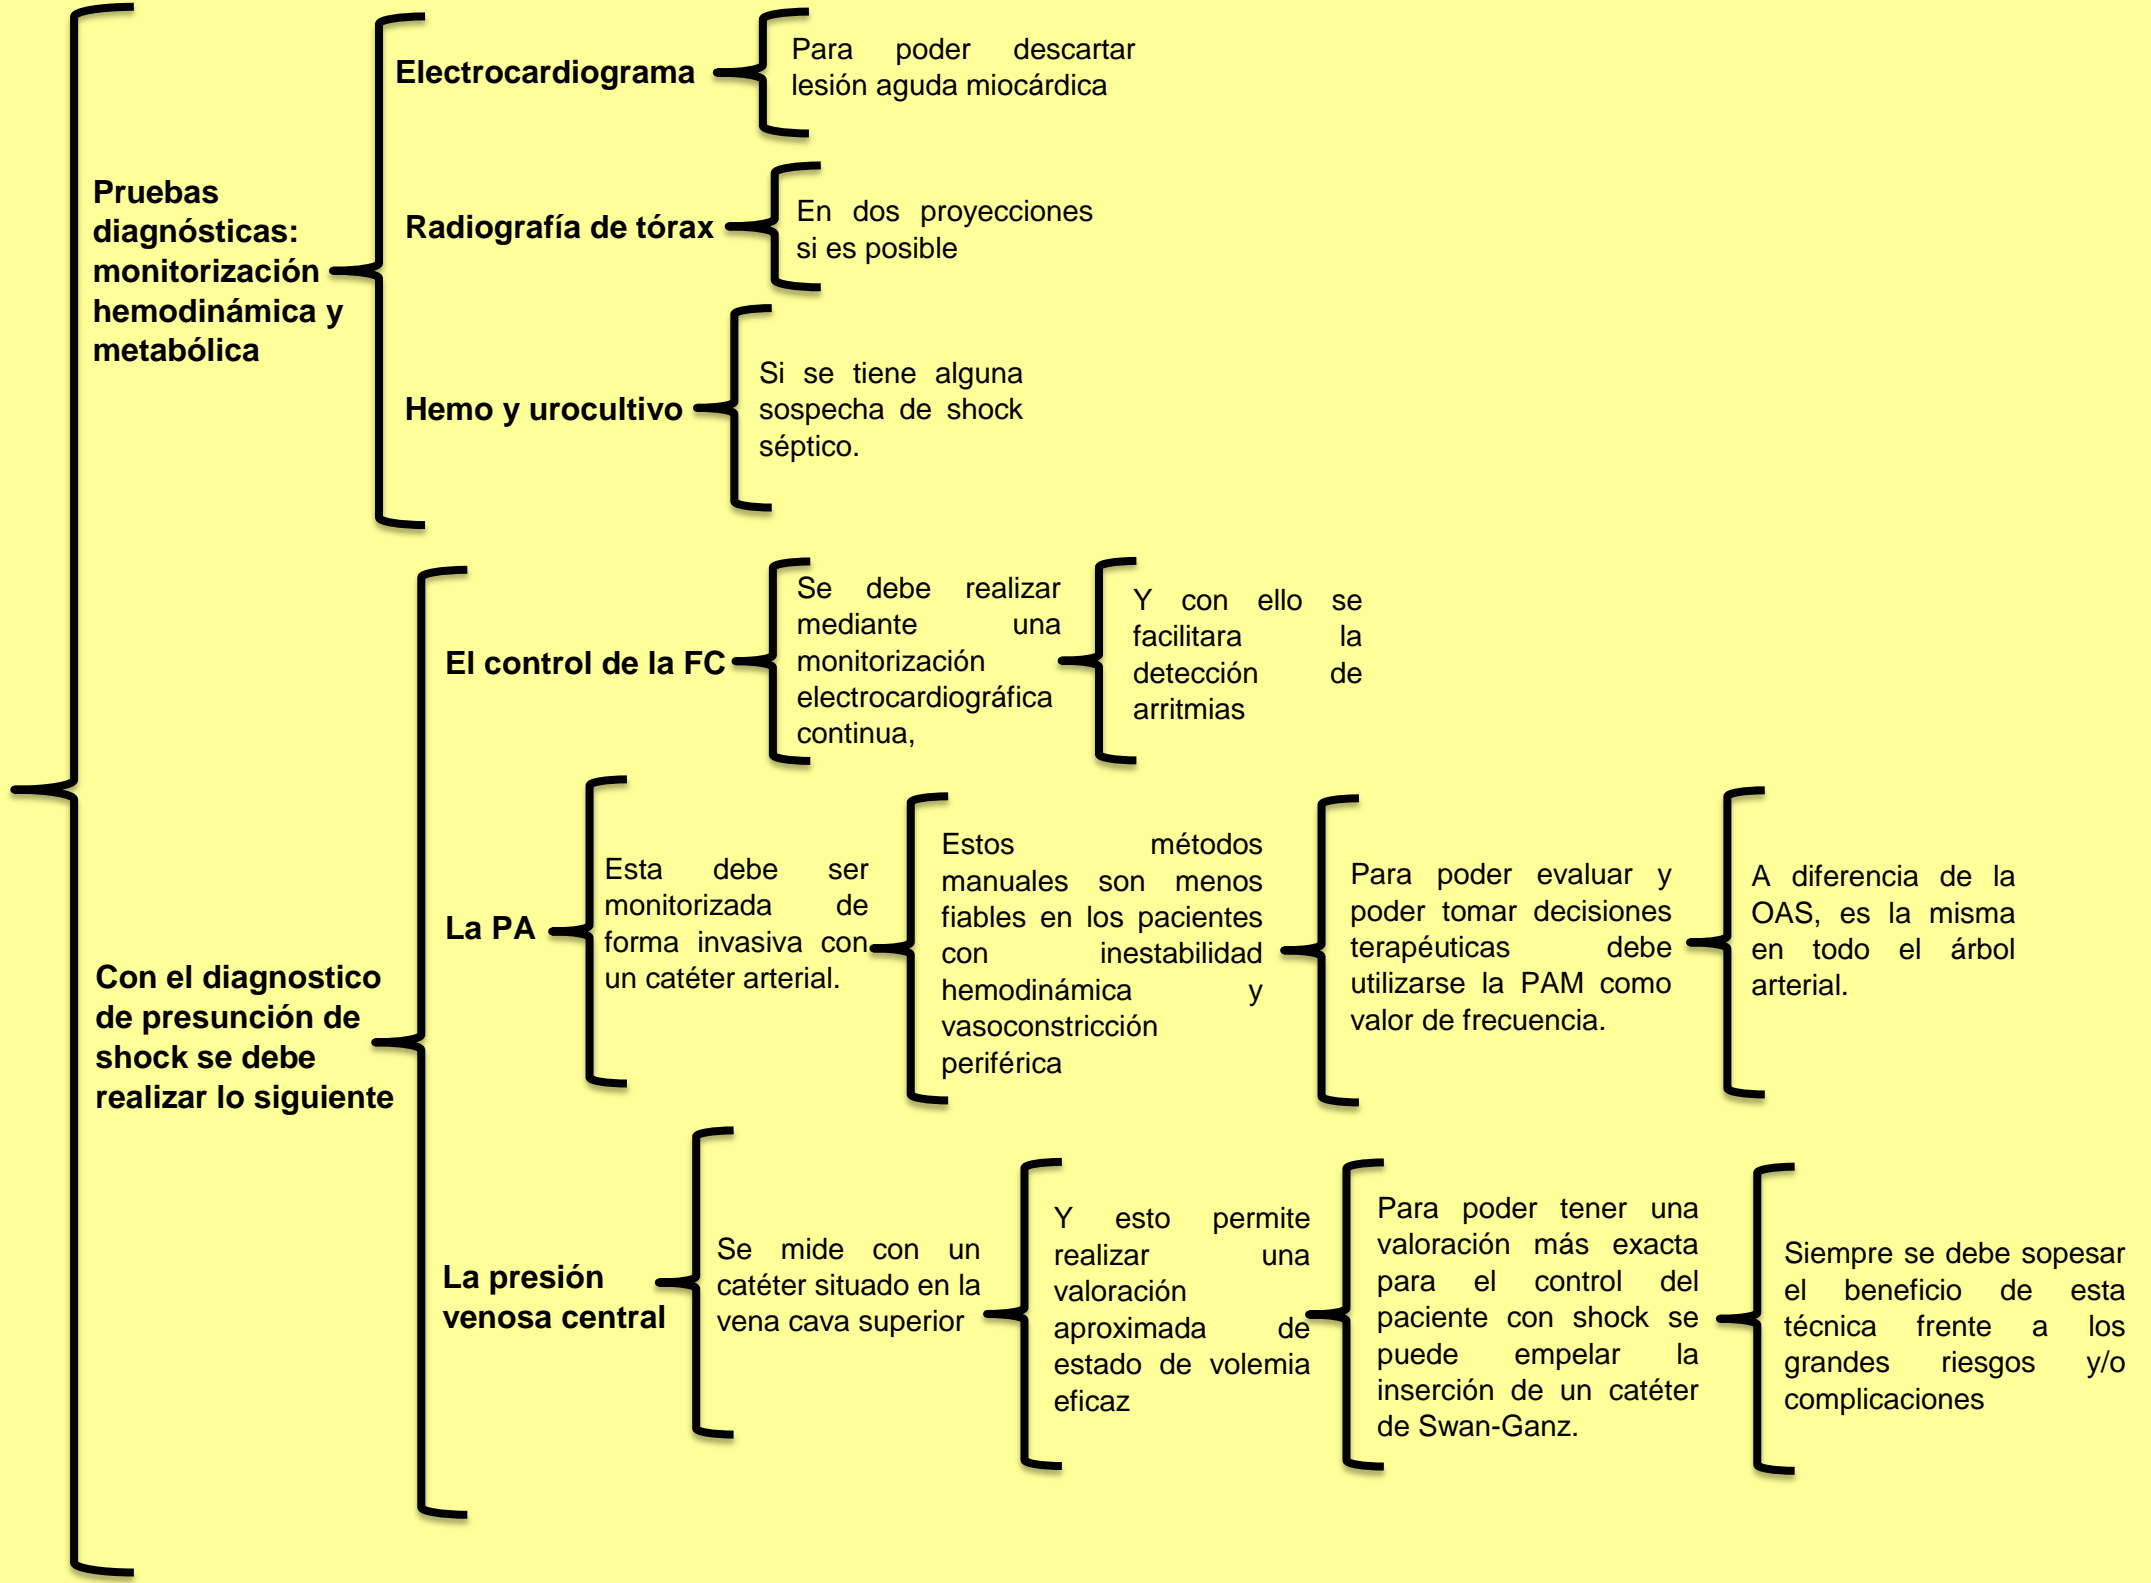 Pruebas
diagnósticas:
monitorización
hemodinámica y
metabólica
Electrocardiograma
Para poder descartar
lesión aguda miocárdica
Radiografía de tórax
En dos proyecciones
si es posible
Hemo y urocultivo
Si se tiene alguna
sospecha de shock
séptico.
Con el diagnostico
de presunción de
shock se debe
realizar lo siguiente
El control de la FC
Se debe realizar
mediante una
monitorización
electrocardiográfica
continua,
Y con ello se
facilitara la
detección de
arritmias
La PA
Esta debe ser
monitorizada de
forma invasiva con
un catéter arterial.
Estos métodos
manuales son menos
fiables en los pacientes
con inestabilidad
hemodinámica y
vasoconstricción
periférica
Para poder evaluar y
poder tomar decisiones
terapéuticas debe
utilizarse la PAM como
valor de frecuencia.
A diferencia de la
OAS, es la misma
en todo el árbol
arterial.
La presión
venosa central
Se mide con un
catéter situado en la
vena cava superior
Y esto permite
realizar una
valoración
aproximada de
estado de volemia
eficaz
Para poder tener una
valoración más exacta
para el control del
paciente con shock se
puede empelar la
inserción de un catéter
de Swan-Ganz.
Siempre se debe sopesar
el beneficio de esta
técnica frente a los
grandes riesgos y/o
complicaciones